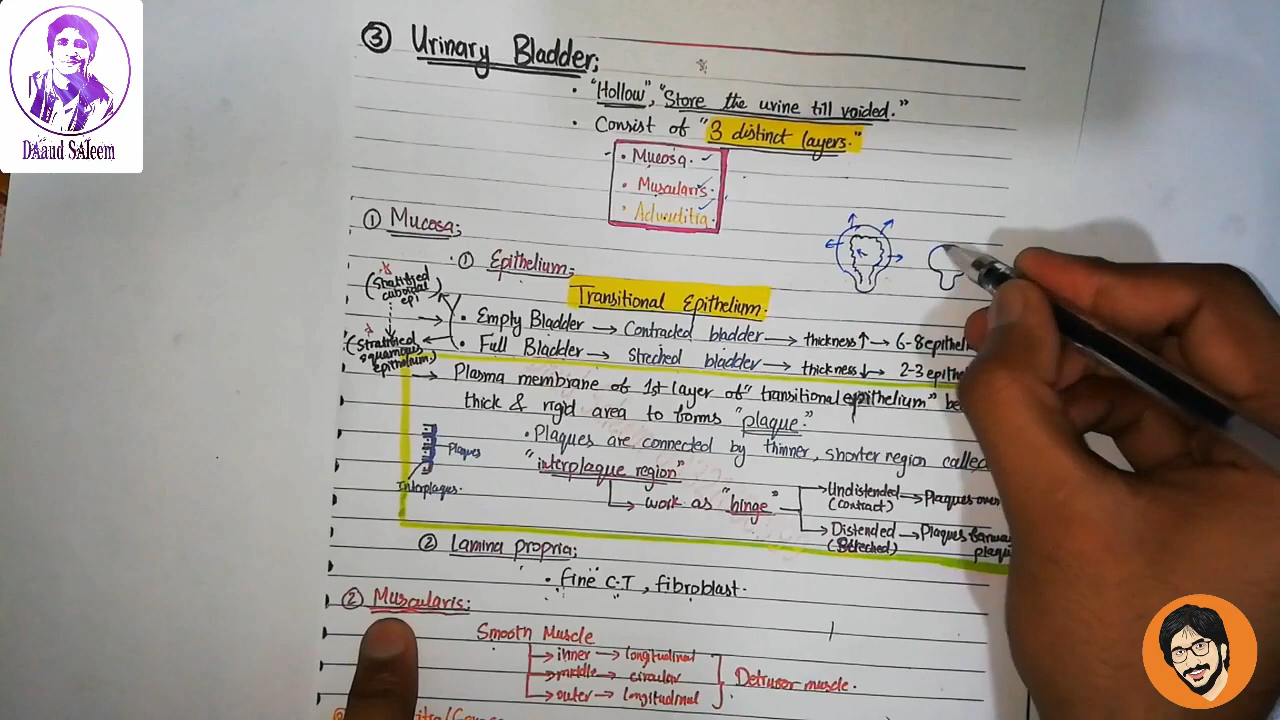 DAaud SAleem
③ Urinary Bladder;
• "Hollow", "Store the urine till voided."
• Consist of "3 distinct layers."
• Mucosa.
• Muscularis.
• Adventitia.
① Mucosa;
① Epithelium;
Transitional Epithelium.
(Stratified
cuboidal
epi)
• Empty Bladder → Contracted bladder → thickness↑ → 6-8 epitheli
• Full Bladder → Streched bladder → thickness↓ → 2-3 epithel
(Stratified
squamous
epithelium)
→ Plasma membrane of 1st layer of "transitional epithelium" be
thick & rigid area to forms "plaque."
• Plaques are connected by thinner, shorter region called
"interplaque region"
Plaques
Interplaques.
→ work as "hinge"
→ Undistended → Plaques over
(contract)
→ Distended → Plaques
(Streched) plaqu
② Lamina propria;
• fine C.T, fibroblast.
② Muscularis:
Smooth Muscle
→ inner → longitudinal
→ middle → circular
→ outer → longitudinal
Detrusor muscle.